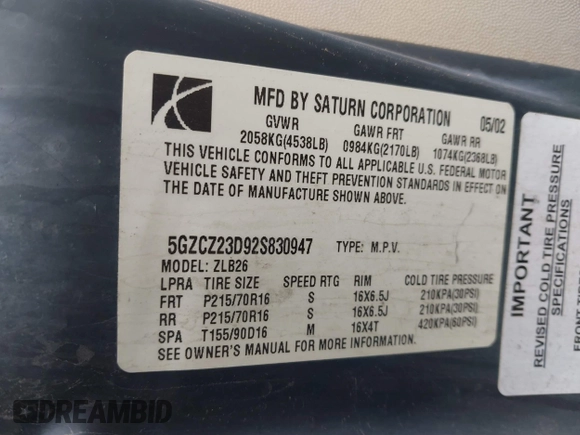 MFD BY SATURN CORPORATION 05/02
GVWR GAWR FRT GAWR RR
2058KG(4538LB) 0984KG(2170LB) 1074KG(2368LB)
THIS VEHICLE CONFORMS TO ALL APPLICABLE U.S. FEDERAL MOTOR
VEHICLE SAFETY AND THEFT PREVENTION STANDARDS IN EFFECT ON
THE DATE OF MANUFACTURE SHOWN ABOVE.
5GZCZ23D92S830947 TYPE: M.P.V.
MODEL: ZLB26
LPRA TIRE SIZE SPEED RTG RIM COLD TIRE PRESSURE
FRT P215/70R16 S 16X6.5J 210KPA(30PSI)
RR P215/70R16 S 16X6.5J 210KPA(30PSI)
SPA T155/90D16 M 16X4T 420KPA(60PSI)
SEE OWNER'S MANUAL FOR MORE INFORMATION.
IMPORTANT
REVISED COLD TIRE PRESSURE
DREAMBID